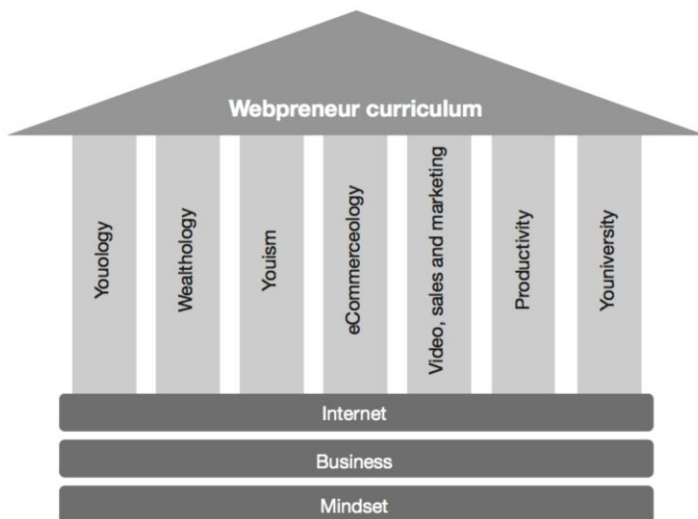 Webpreneur curriculum
Youology
Wealthology
Youism
eCommerceology
Video, sales and marketing
Productivity
Youniversity
Internet
Business
Mindset